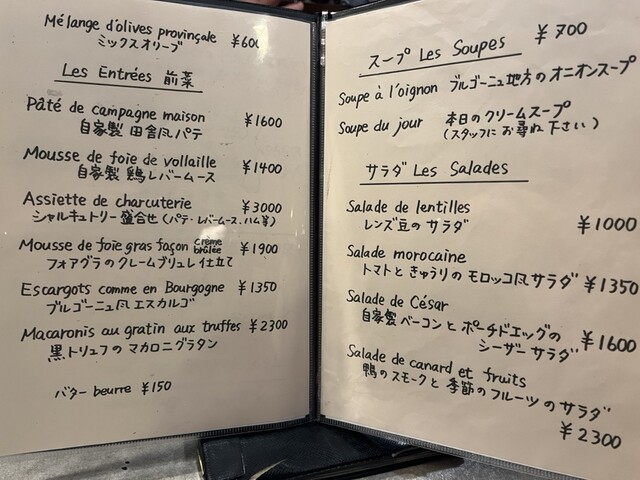 Mélange d'olives provinçale ¥600
ミックスオリーブ
Les Entrées 前菜
Pâté de campagne maison ¥1600
自家製 田舎風パテ
Mousse de foie de vollaille ¥1400
自家製 鶏レバームース
Assiette de charcuterie ¥3000
シャルキュトリー盛合せ(パテ・レバームース、ハム等)
Mousse de foie gras façon crème brûlée ¥1900
フォアグラのクレームブリュレ仕立て
Escargots comme en Bourgogne ¥1350
ブルゴーニュ風エスカルゴ
Macaronis au gratin aux truffes ¥2300
黒トリュフのマカロニグラタン
バター beurre ¥150
スープ Les Soupes ¥700
Soupe à l'oignon ブルゴーニュ地方のオニオンスープ
Soupe du jour 本日のクリームスープ
(スタッフにお尋ね下さい)
サラダ Les Salades
Salade de lentilles
レンズ豆のサラダ ¥1000
Salade morocaine
トマトときゅうりのモロッコ風サラダ ¥1350
Salade de César
自家製ベーコンとポーチドエッグの
シーザーサラダ ¥1600
Salade de canard et fruits
鴨のスモークと季節のフルーツのサラダ
¥2300